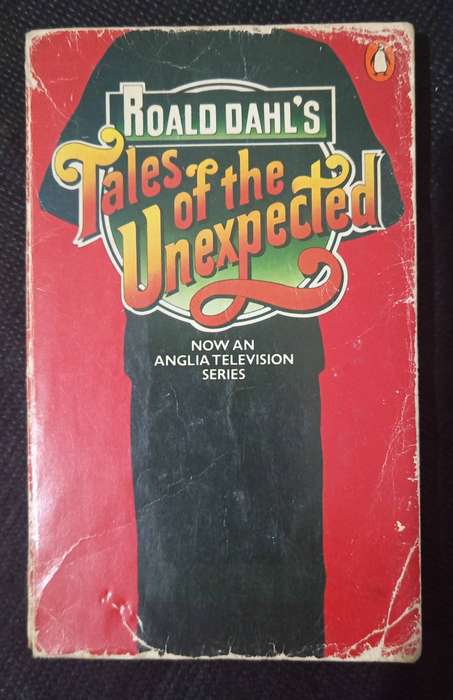 ROALD DAHL'S
Tales of the
Unexpected
NOW AN
ANGLIA TELEVISION
SERIES